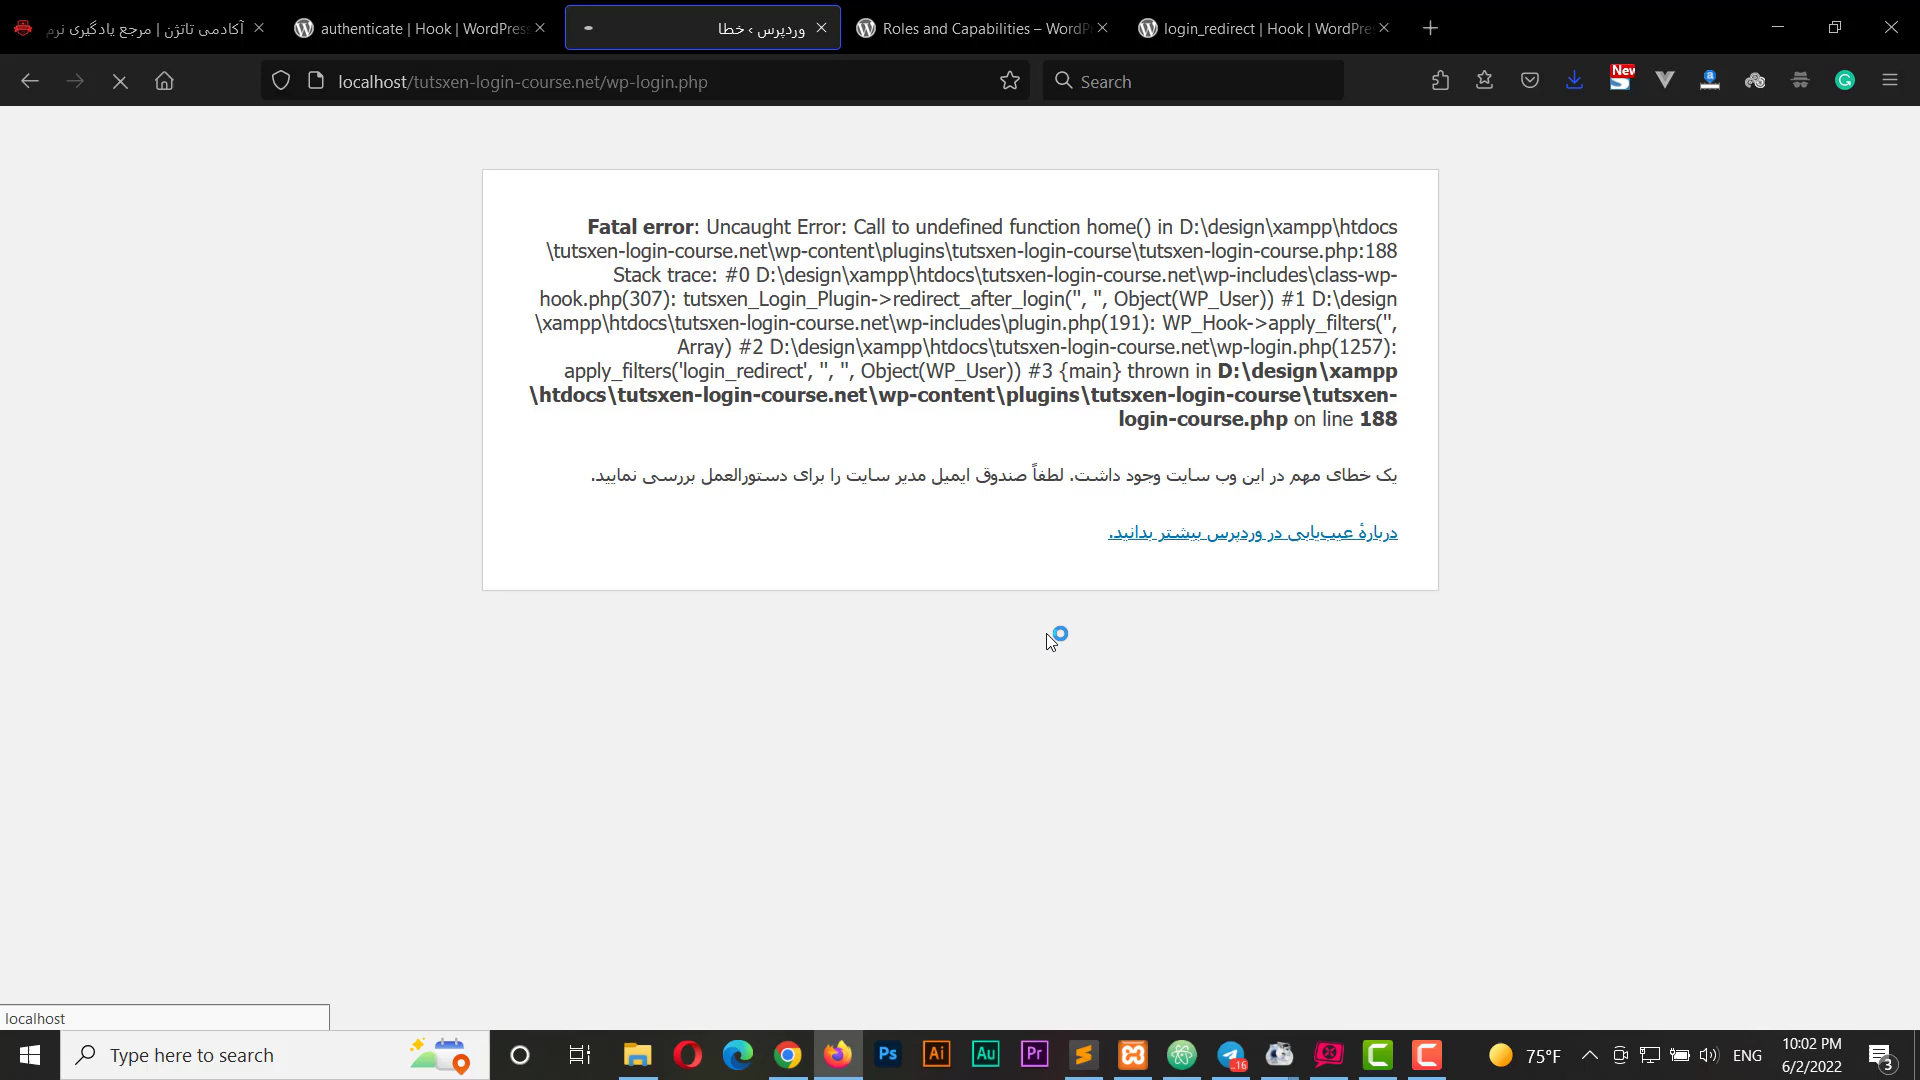 آکادمی تاتژن | مرجع یادگیری نرم
authenticate | Hook | WordPress
وردپرس › خطا
Roles and Capabilities – WordP
login_redirect | Hook | WordPre
localhost/tutsxen-login-course.net/wp-login.php
Search
New
Fatal error: Uncaught Error: Call to undefined function home() in D:\design\xampp\htdocs
\tutsxen-login-course.net\wp-content\plugins\tutsxen-login-course\tutsxen-login-course.php:188
Stack trace: #0 D:\design\xampp\htdocs\tutsxen-login-course.net\wp-includes\class-wp-
hook.php(307): tutsxen_Login_Plugin->redirect_after_login('', '', Object(WP_User)) #1 D:\design
\xampp\htdocs\tutsxen-login-course.net\wp-includes\plugin.php(191): WP_Hook->apply_filters('',
Array) #2 D:\design\xampp\htdocs\tutsxen-login-course.net\wp-login.php(1257):
apply_filters('login_redirect', '', '', Object(WP_User)) #3 {main} thrown in D:\design\xampp
\htdocs\tutsxen-login-course.net\wp-content\plugins\tutsxen-login-course\tutsxen-
login-course.php on line 188
یک خطای مهم در این وب سایت وجود داشت. لطفاً صندوق ایمیل مدیر سایت را برای دستورالعمل بررسی نمایید.
دربارهٔ عیب‌یابی در وردپرس بیشتر بدانید.
localhost
Type here to search
Ps
Ai
Au
Pr
16
75°F
ENG
10:02 PM
6/2/2022
3